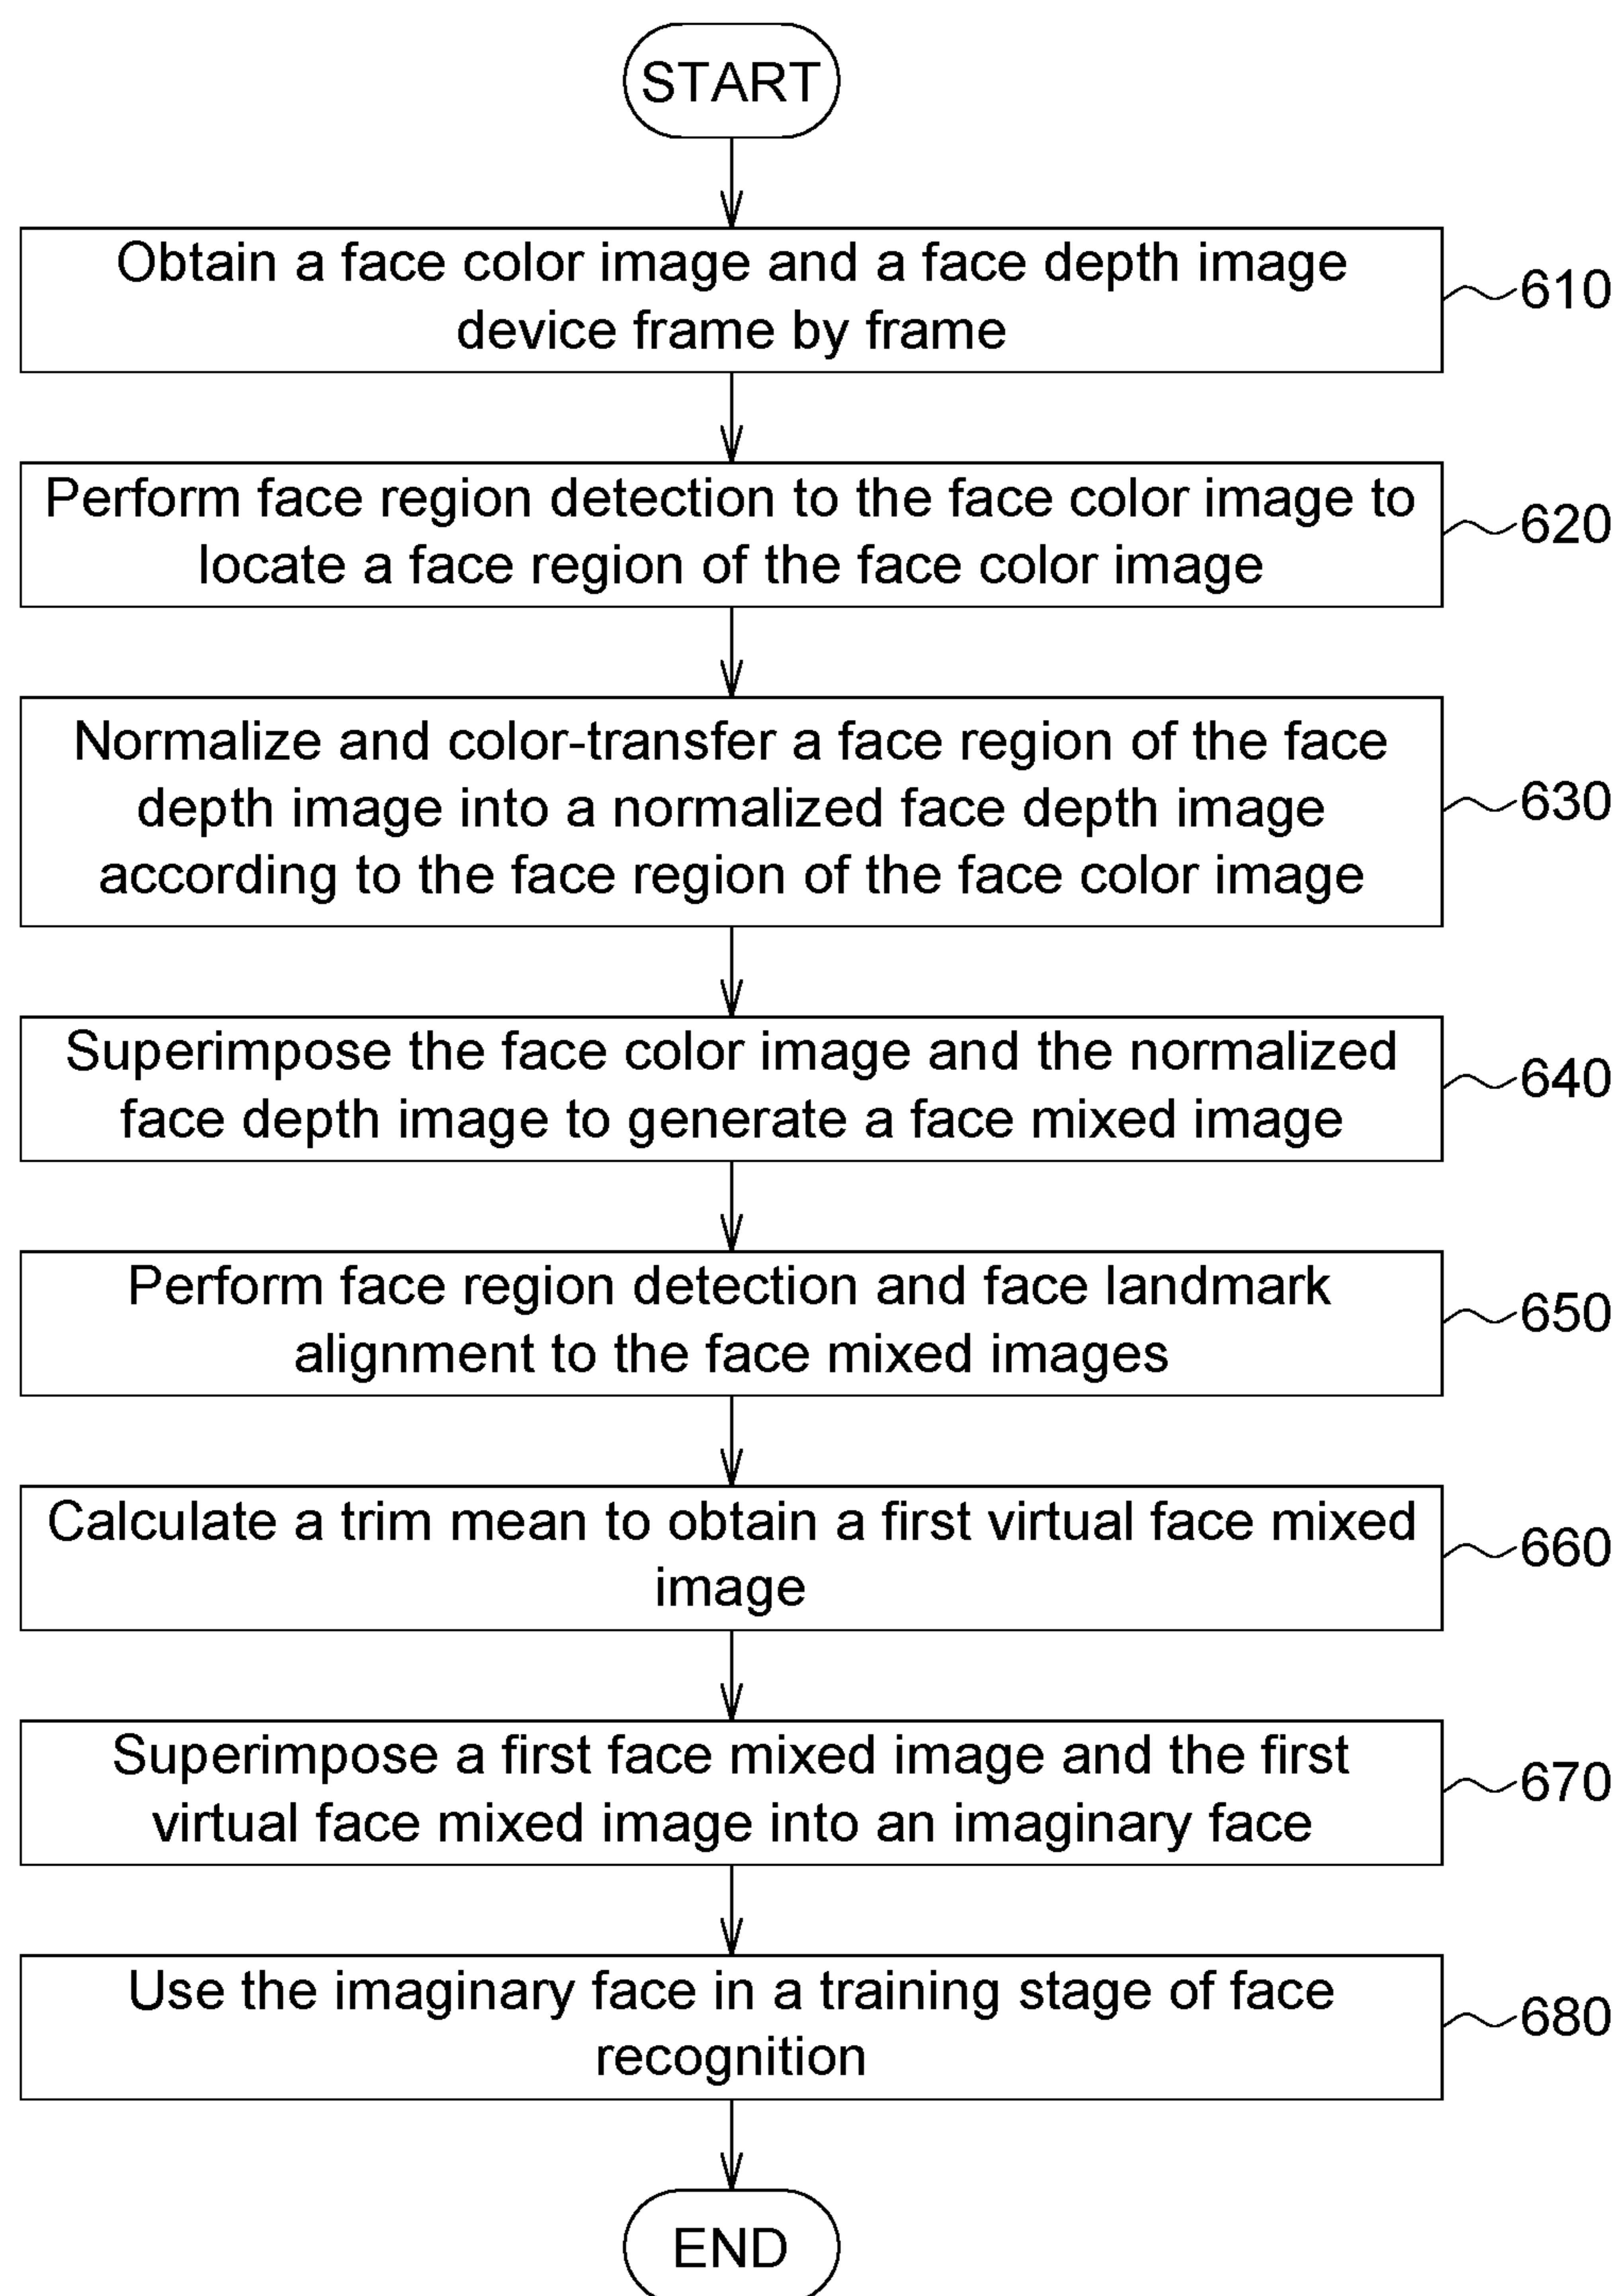 START
Obtain a face color image and a face depth image
device frame by frame
610
Perform face region detection to the face color image to
locate a face region of the face color image
620
Normalize and color-transfer a face region of the face
depth image into a normalized face depth image
according to the face region of the face color image
630
Superimpose the face color image and the normalized
face depth image to generate a face mixed image
640
Perform face region detection and face landmark
alignment to the face mixed images
650
Calculate a trim mean to obtain a first virtual face mixed
image
660
Superimpose a first face mixed image and the first
virtual face mixed image into an imaginary face
670
Use the imaginary face in a training stage of face
recognition
680
END